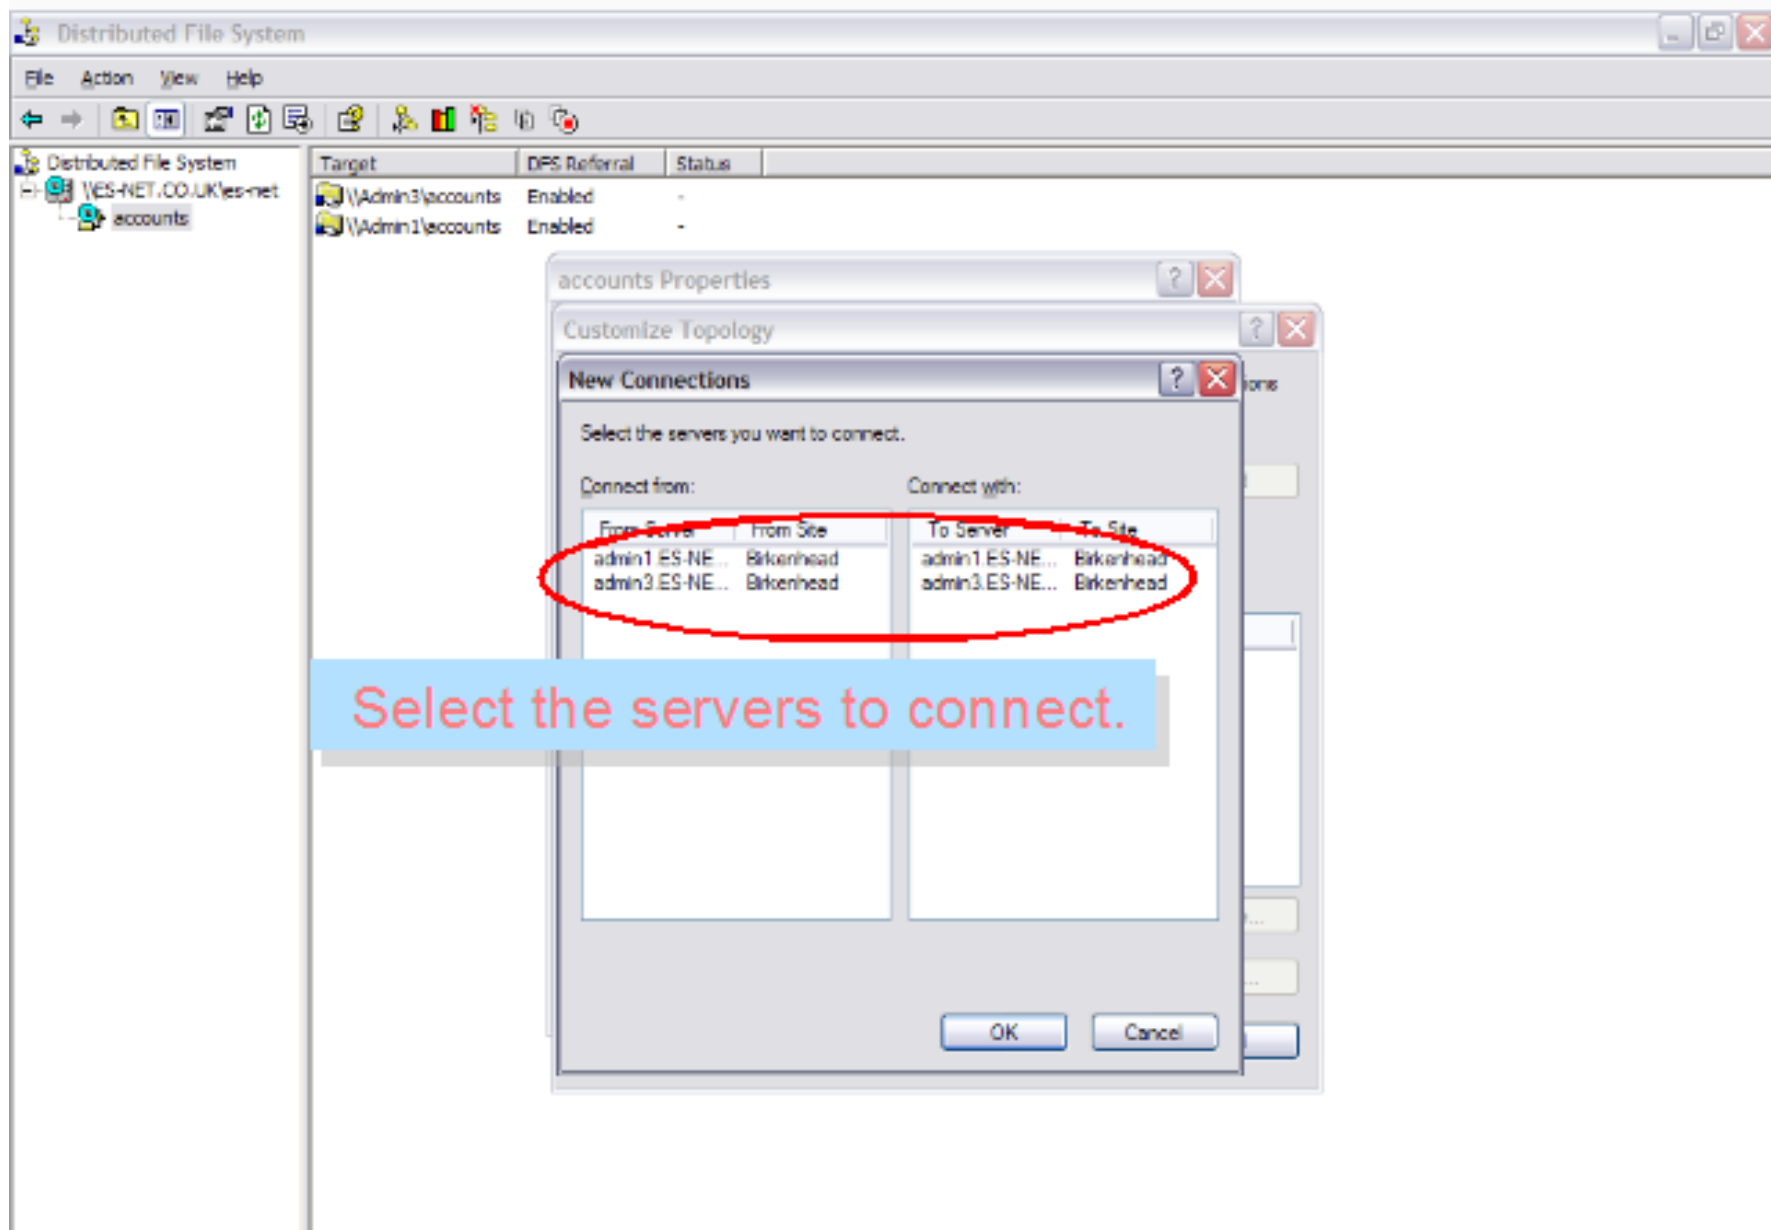 Distributed File System
File Action View Help
Distributed File System
\\ES-NET.CO.UK\es-net
accounts
Target DFS Referral Status
\\Admin3\accounts Enabled -
\\Admin1\accounts Enabled -
accounts Properties
Customize Topology
New Connections
ions
Select the servers you want to connect.
Connect from: Connect with:
From Server From Site To Server To Site
admin1.ES-NE... Birkenhead admin1.ES-NE... Birkenhead
admin3.ES-NE... Birkenhead admin3.ES-NE... Birkenhead
Select the servers to connect.
...
...
OK Cancel